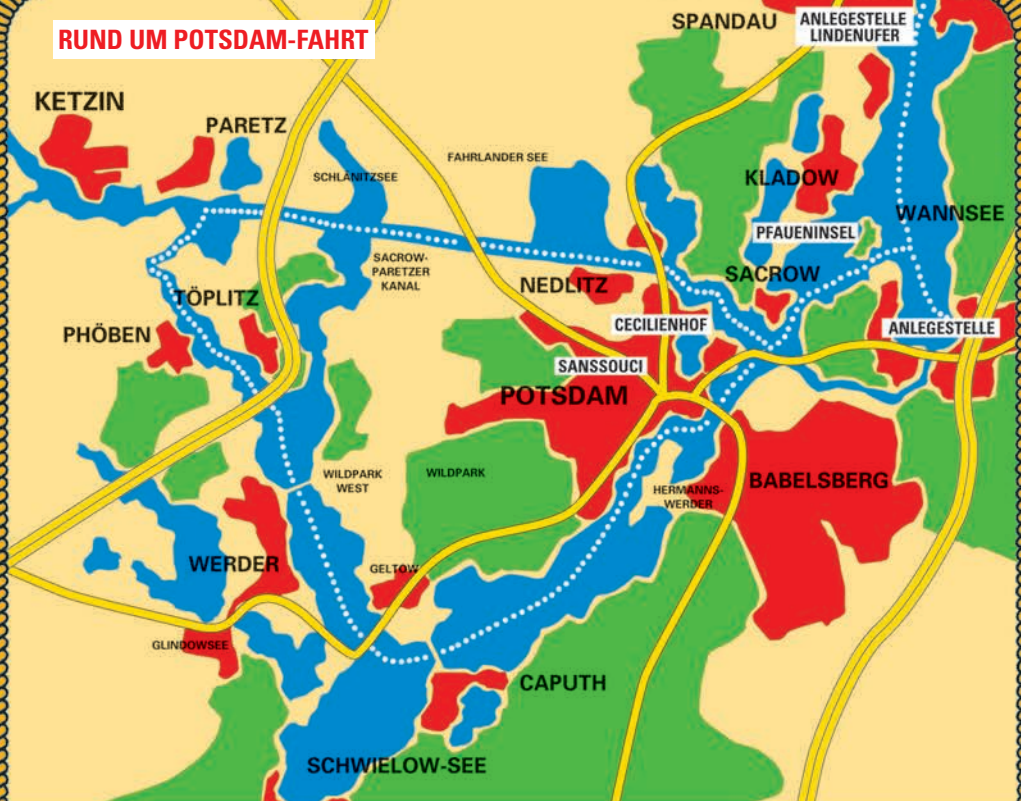 RUND UM POTSDAM-FAHRT
SPANDAU
ANLEGESTELLE
LINDENUFER
KETZIN
PARETZ
SCHLÄNITZSEE
FAHRLANDER SEE
KLADOW
WANNSEE
PFAUENINSEL
SACROW-
PARETZER
KANAL
SACROW
NEDLITZ
TÖPLITZ
PHÖBEN
CECILIENHOF
ANLEGESTELLE
SANSSOUCI
POTSDAM
WILDPARK
WEST
WILDPARK
HERMANNS-
WERDER
BABELSBERG
WERDER
GELTOW
GLINDOWSEE
CAPUTH
SCHWIELOW-SEE